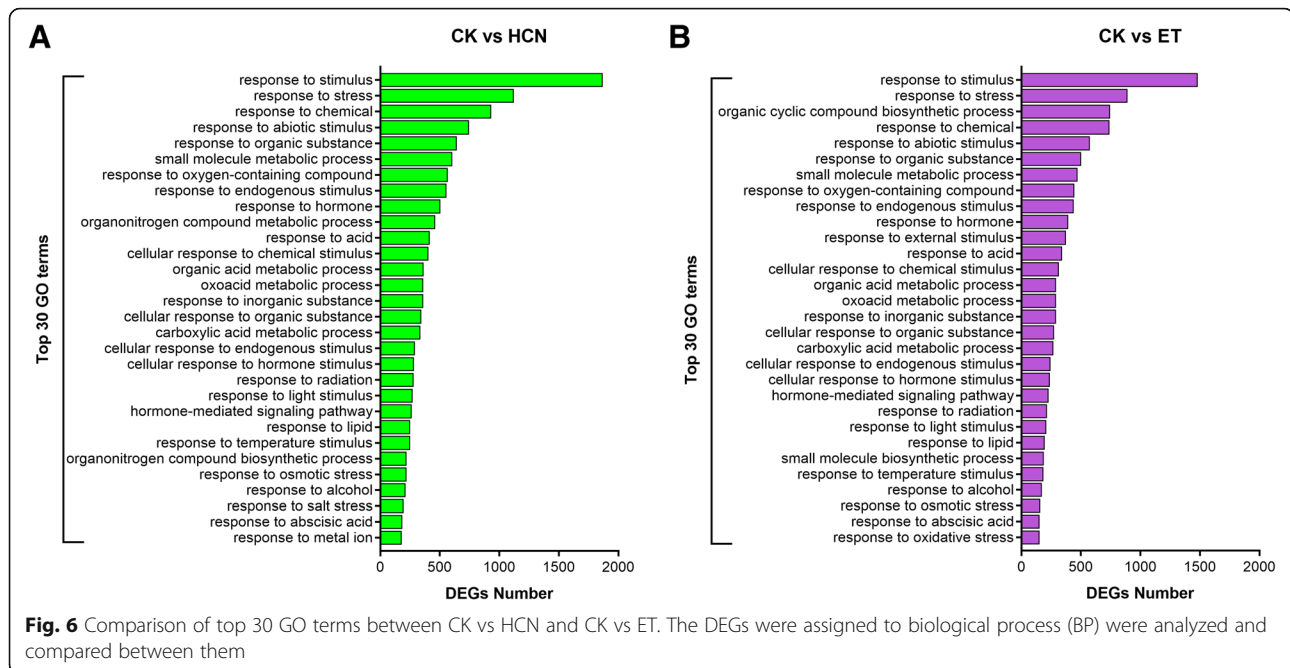 A
CK vs HCN
Top 30 GO terms
response to stimulus
response to stress
response to chemical
response to abiotic stimulus
response to organic substance
small molecule metabolic process
response to oxygen-containing compound
response to endogenous stimulus
response to hormone
organonitrogen compound metabolic process
response to acid
cellular response to chemical stimulus
organic acid metabolic process
oxoacid metabolic process
response to inorganic substance
cellular response to organic substance
carboxylic acid metabolic process
cellular response to endogenous stimulus
cellular response to hormone stimulus
response to radiation
response to light stimulus
hormone-mediated signaling pathway
response to lipid
response to temperature stimulus
organonitrogen compound biosynthetic process
response to osmotic stress
response to alcohol
response to salt stress
response to abscisic acid
response to metal ion
0 500 1000 1500 2000
DEGs Number
B
CK vs ET
Top 30 GO terms
response to stimulus
response to stress
organic cyclic compound biosynthetic process
response to chemical
response to abiotic stimulus
response to organic substance
small molecule metabolic process
response to oxygen-containing compound
response to endogenous stimulus
response to hormone
response to external stimulus
response to acid
cellular response to chemical stimulus
organic acid metabolic process
oxoacid metabolic process
response to inorganic substance
cellular response to organic substance
carboxylic acid metabolic process
cellular response to endogenous stimulus
cellular response to hormone stimulus
hormone-mediated signaling pathway
response to radiation
response to light stimulus
response to lipid
small molecule biosynthetic process
response to temperature stimulus
response to alcohol
response to osmotic stress
response to abscisic acid
response to oxidative stress
0 500 1000 1500 2000
DEGs Number
Fig. 6 Comparison of top 30 GO terms between CK vs HCN and CK vs ET. The DEGs were assigned to biological process (BP) were analyzed and
compared between them